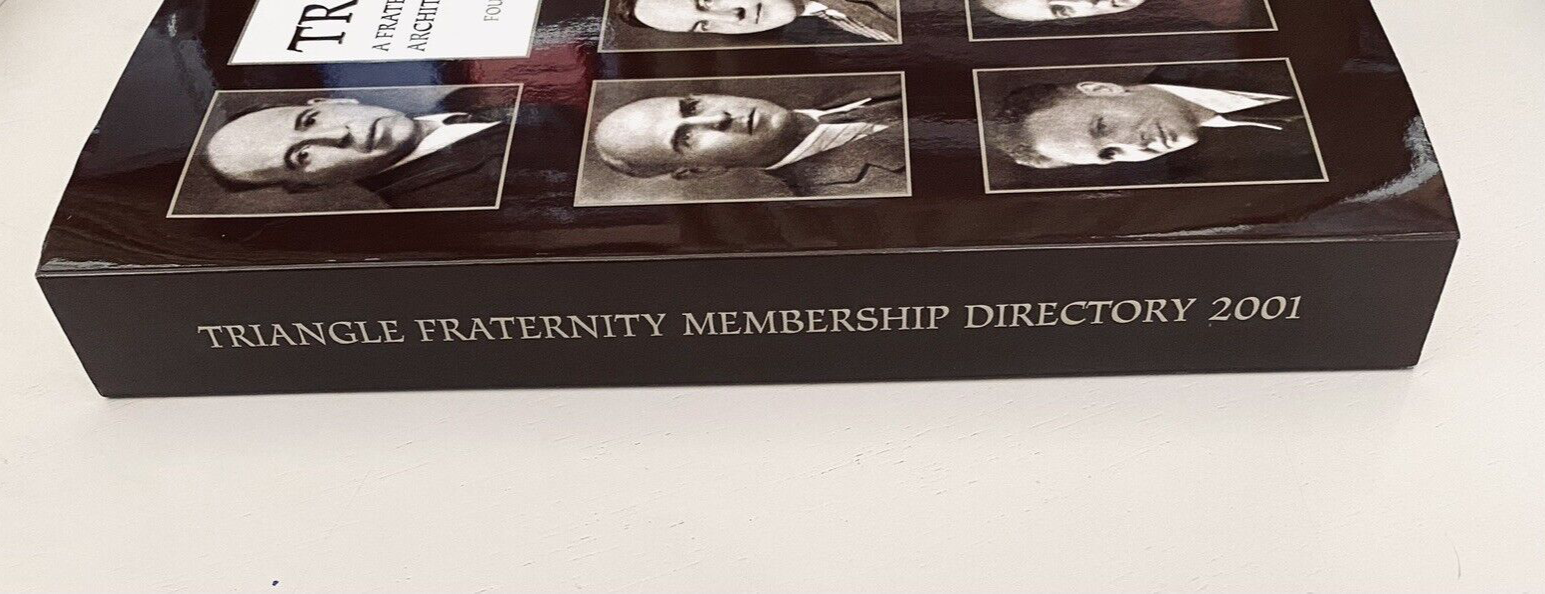 TR
A FRATE
ARCHIT
FOU
TRIANGLE FRATERNITY MEMBERSHIP DIRECTORY 2001